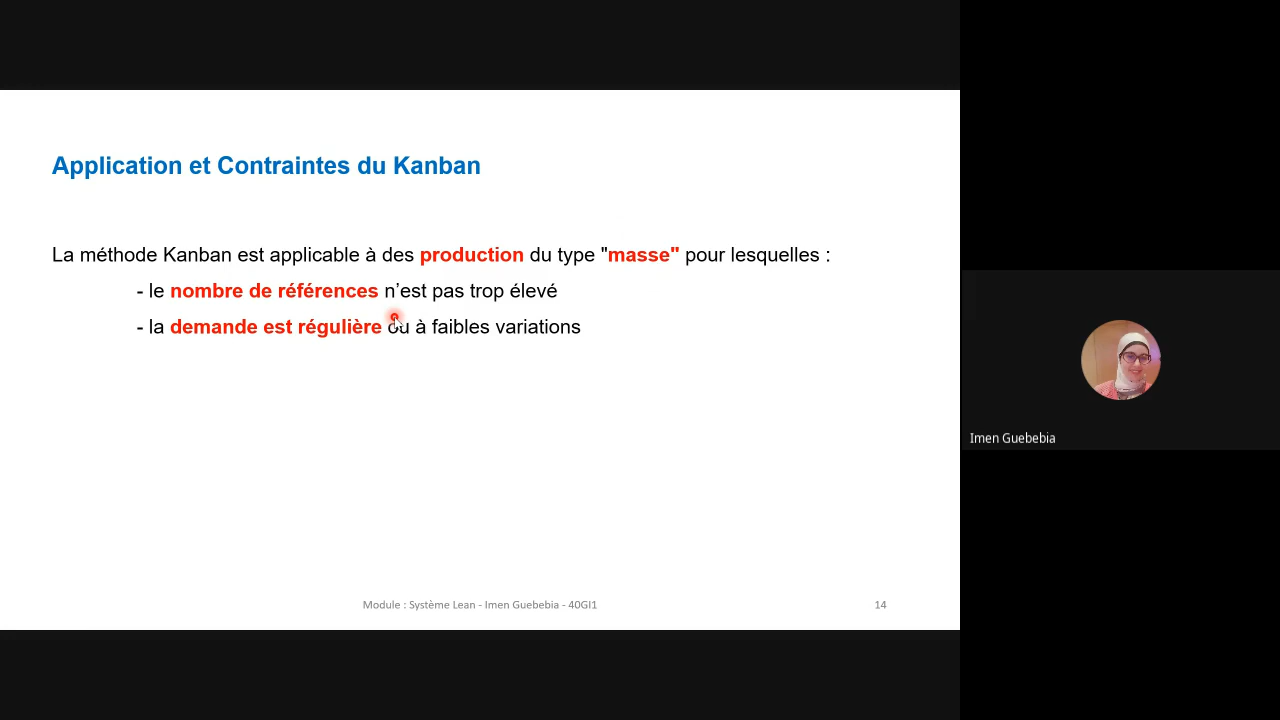 Application et Contraintes du Kanban
La méthode Kanban est applicable à des production du type "masse" pour lesquelles :
- le nombre de références n’est pas trop élevé
- la demande est régulière ou à faibles variations
Module : Système Lean - Imen Guebebia - 40GI1
14
Imen Guebebia